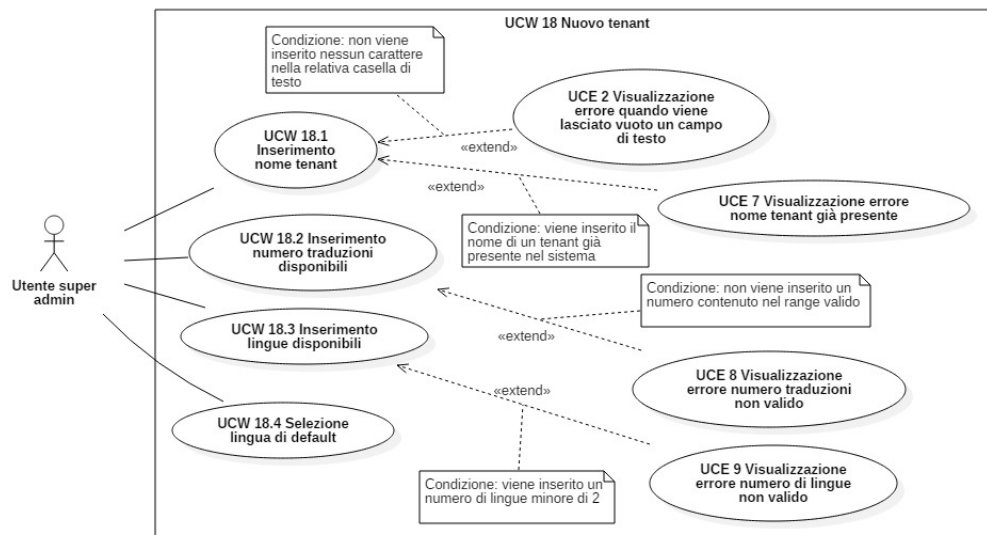 UCW 18 Nuovo tenant
Condizione: non viene
inserito nessun carattere
nella relativa casella di
testo
UCE 2 Visualizzazione
errore quando viene
lasciato vuoto un campo
di testo
UCW 18.1
Inserimento
nome tenant
«extend»
«extend»
UCE 7 Visualizzazione errore
nome tenant già presente
Condizione: viene inserito il
nome di un tenant già
presente nel sistema
UCW 18.2 Inserimento
numero traduzioni
disponibili
Utente super
admin
Condizione: non viene inserito un
numero contenuto nel range valido
UCW 18.3 Inserimento
lingue disponibili
«extend»
UCE 8 Visualizzazione
errore numero traduzioni
non valido
«extend»
UCW 18.4 Selezione
lingua di default
Condizione: viene inserito un
numero di lingue minore di 2
UCE 9 Visualizzazione
errore numero di lingue
non valido